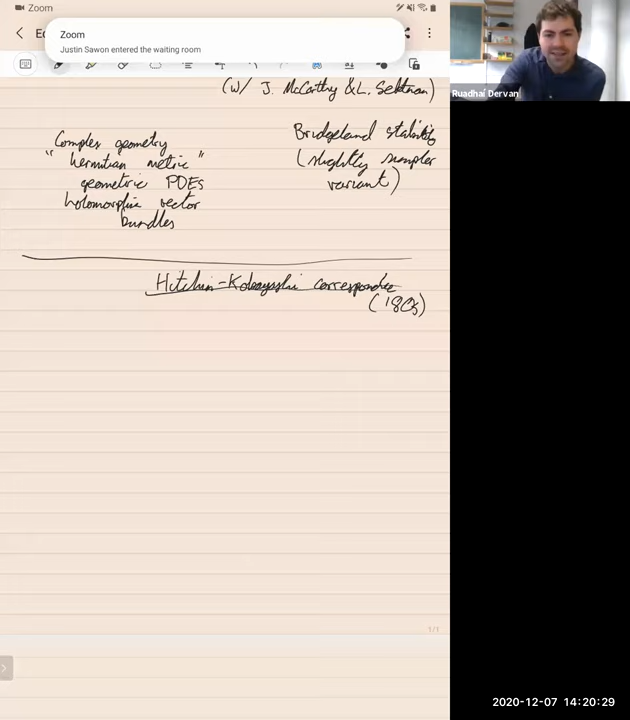 Zoom
Zoom
Justin Sawon entered the waiting room
(w/ J. McCarthy & L. Sektnan)
Complex geometry
"hermitian metric"
geometric PDEs
holomorphic vector
bundles
Bridgeland stability
(slightly simpler
variant)
Hitchin-Kobayashi correspondence
('80s)
1/1
Ruadhaí Dervan
2020-12-07 14:20:29